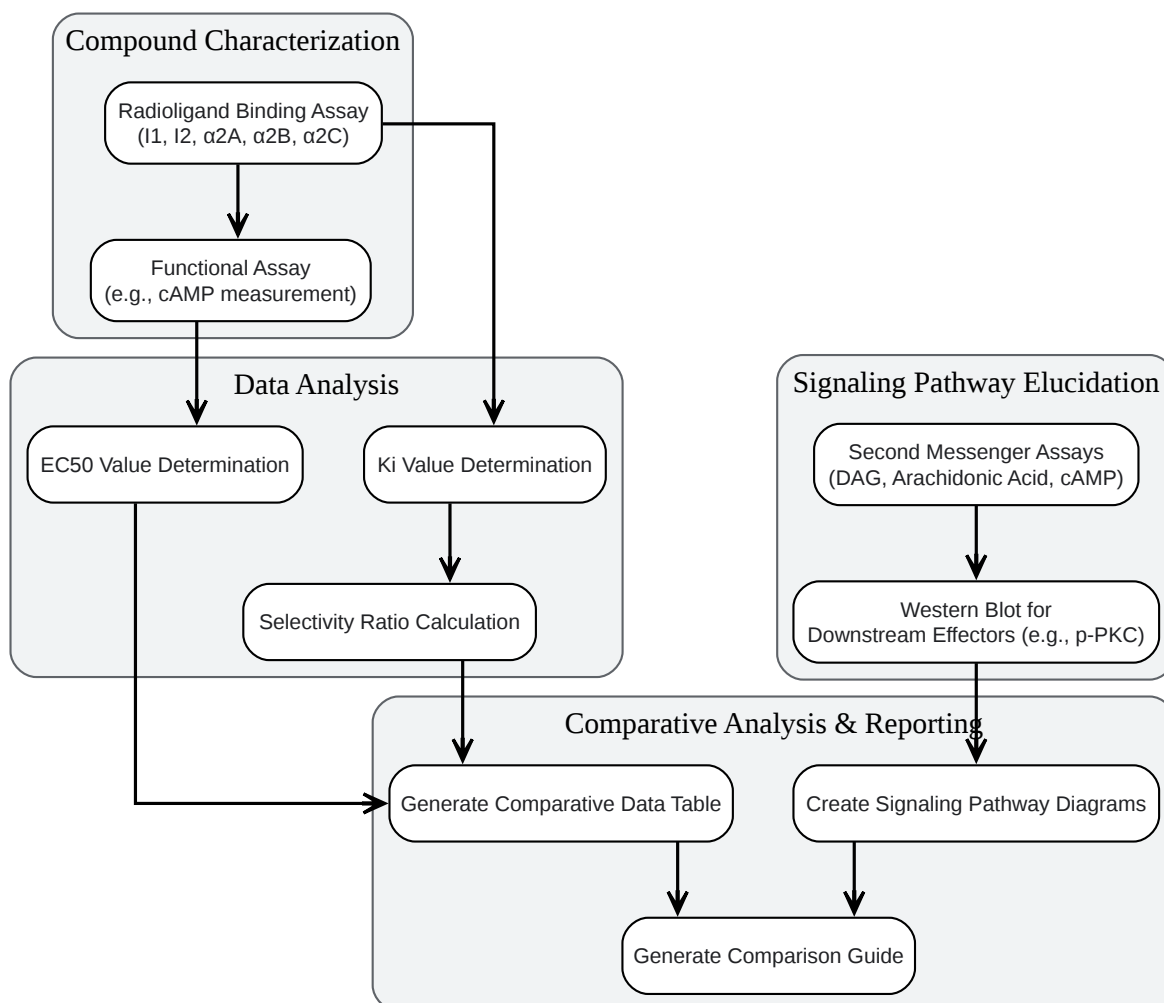 Compound Characterization
Radioligand Binding Assay
(I1, I2, α2A, α2B, α2C)
Functional Assay
(e.g., cAMP measurement)
Data Analysis
EC50 Value Determination
Ki Value Determination
Selectivity Ratio Calculation
Signaling Pathway Elucidation
Second Messenger Assays
(DAG, Arachidonic Acid, cAMP)
Western Blot for
Downstream Effectors (e.g., p-PKC)
Comparative Analysis & Reporting
Generate Comparative Data Table
Create Signaling Pathway Diagrams
Generate Comparison Guide